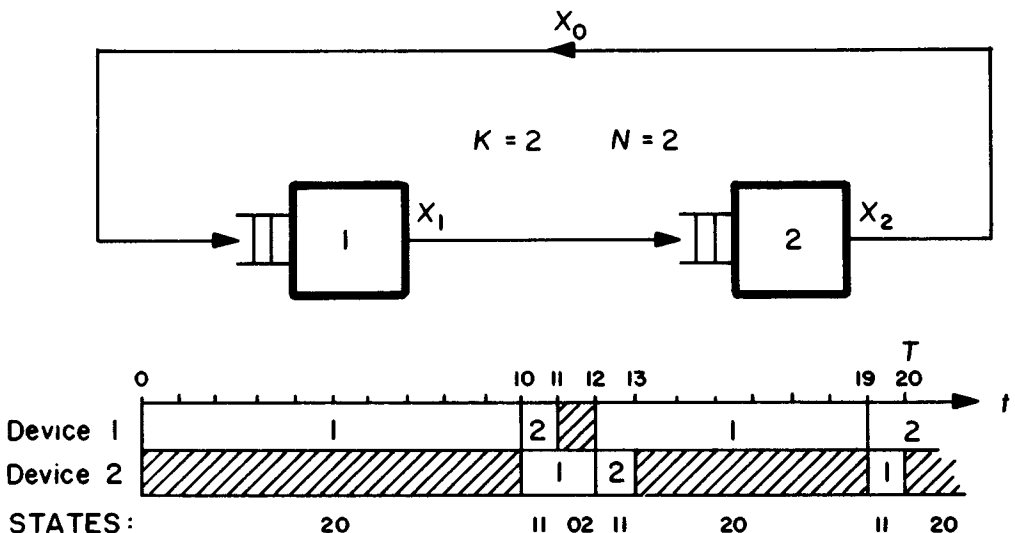 X₀
K = 2 N = 2
1 X₁ 2 X₂
T
0 10 11 12 13 19 20 t
Device 1 1 2 1 2
Device 2 1 2 1
STATES: 20 11 02 11 20 11 20